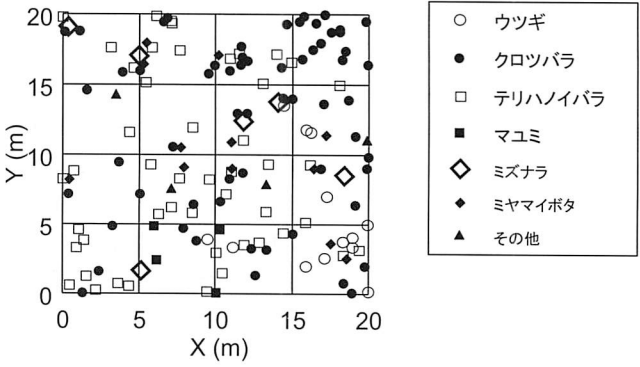 20
15
10
5
0
Y (m)
0 5 10 15 20
X (m)
ウツギ
クロツバラ
テリハノイバラ
マユミ
ミズナラ
ミヤマイボタ
その他